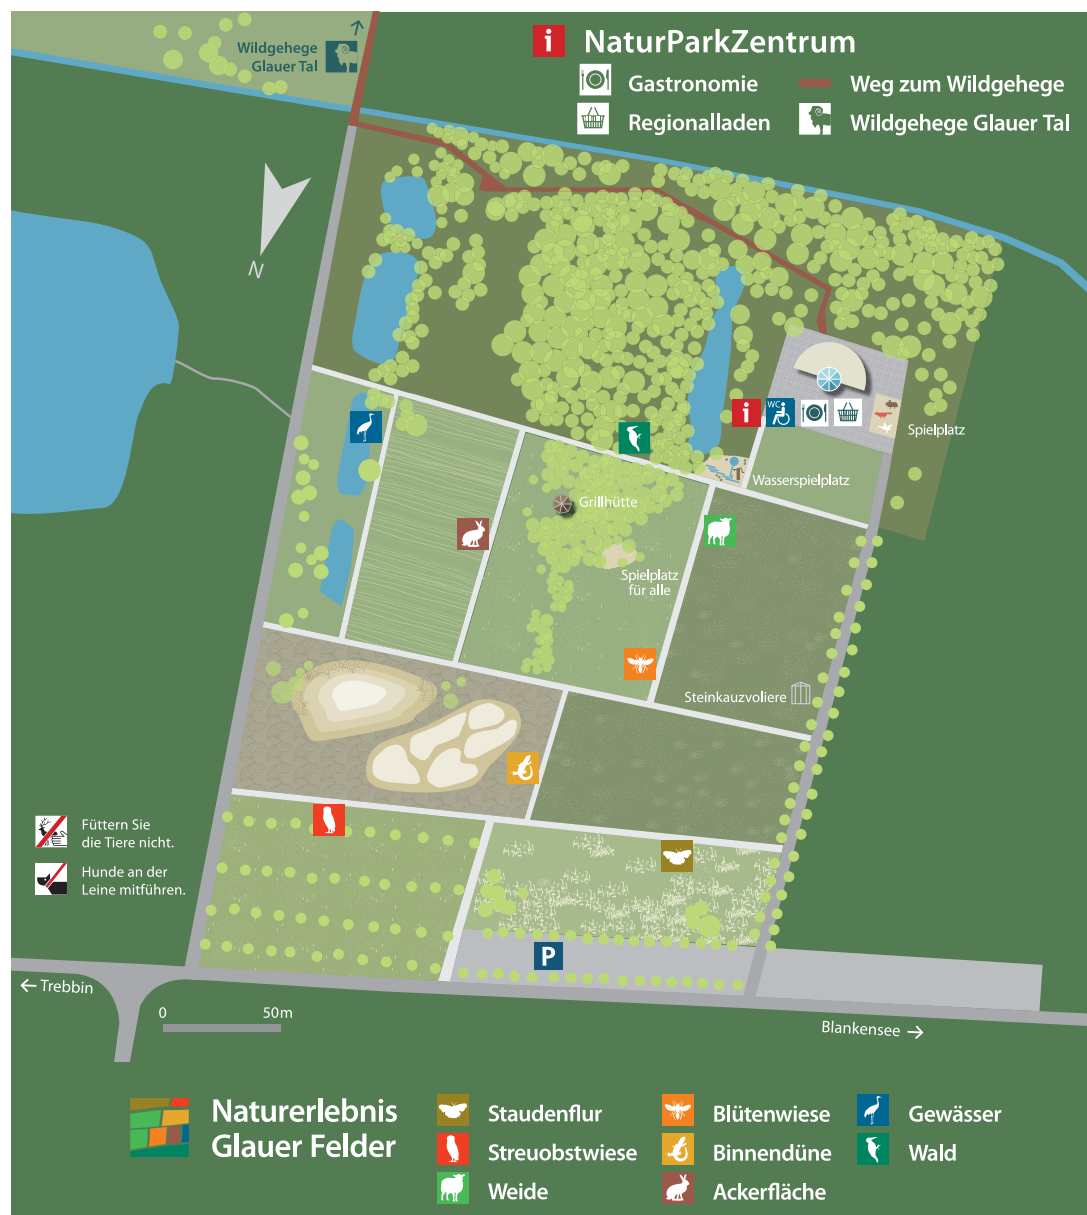 Wildgehege
Glauer Tal
i NaturParkZentrum
Gastronomie
Weg zum Wildgehege
Regionalladen
Wildgehege Glauer Tal
N
i
WC
Spielplatz
Wasserspielplatz
Grillhütte
Spielplatz
für alle
Steinkauzvoliere
Füttern Sie
die Tiere nicht.
Hunde an der
Leine mitführen.
P
← Trebbin
0 50m
Blankensee →
Naturerlebnis
Glauer Felder
Staudenflur
Streuobstwiese
Weide
Blütenwiese
Binnendüne
Ackerfläche
Gewässer
Wald